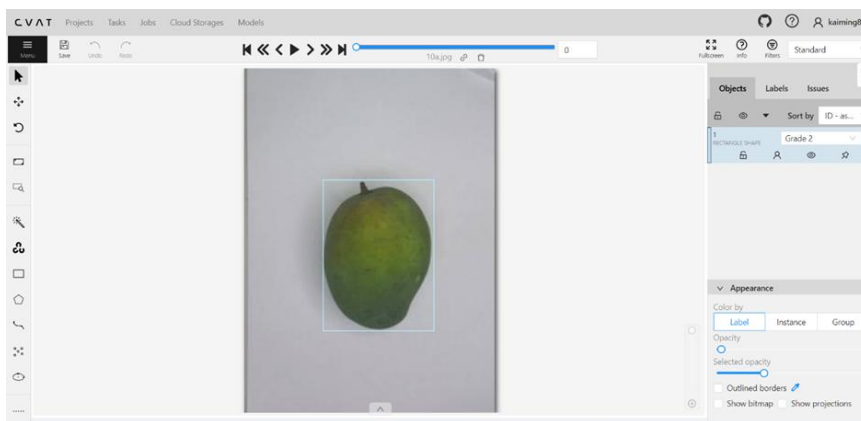 CVAT Projects Tasks Jobs Cloud Storages Models kaiming8
Menu Save Undo Redo 10a.jpg 0 Fullscreen Info Filters Standard
Objects Labels Issues
Sort by ID - as...
1 Grade 2
RECTANGLE SHAPE
Appearance
Color by
Label Instance Group
Opacity
Selected opacity
Outlined borders
Show bitmap Show projections